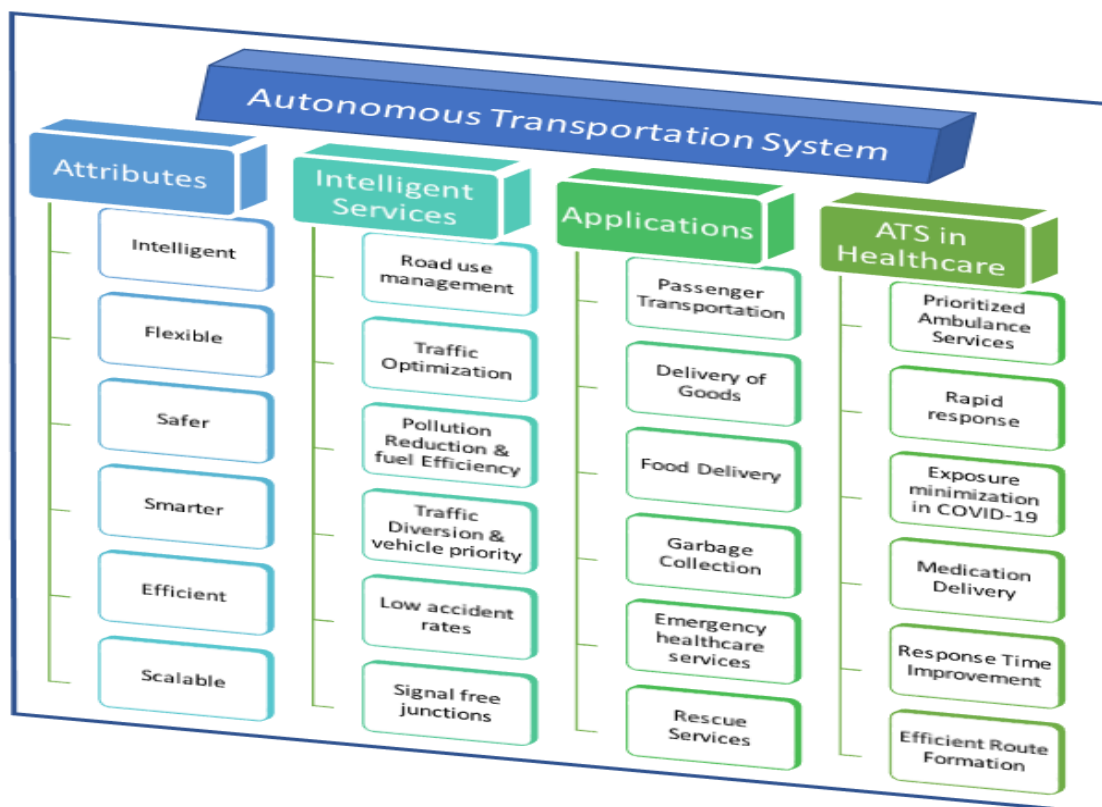 Autonomous Transportation System
Attributes
Intelligent
Flexible
Safer
Smarter
Efficient
Scalable
Intelligent
Services
Road use
management
Traffic
Optimization
Pollution
Reduction &
fuel Efficiency
Traffic
Diversion &
vehicle priority
Low accident
rates
Signal free
junctions
Applications
Passenger
Transportation
Delivery of
Goods
Food Delivery
Garbage
Collection
Emergency
healthcare
services
Rescue
Services
ATS in
Healthcare
Prioritized
Ambulance
Services
Rapid
response
Exposure
minimization
in COVID-19
Medication
Delivery
Response Time
Improvement
Efficient Route
Formation